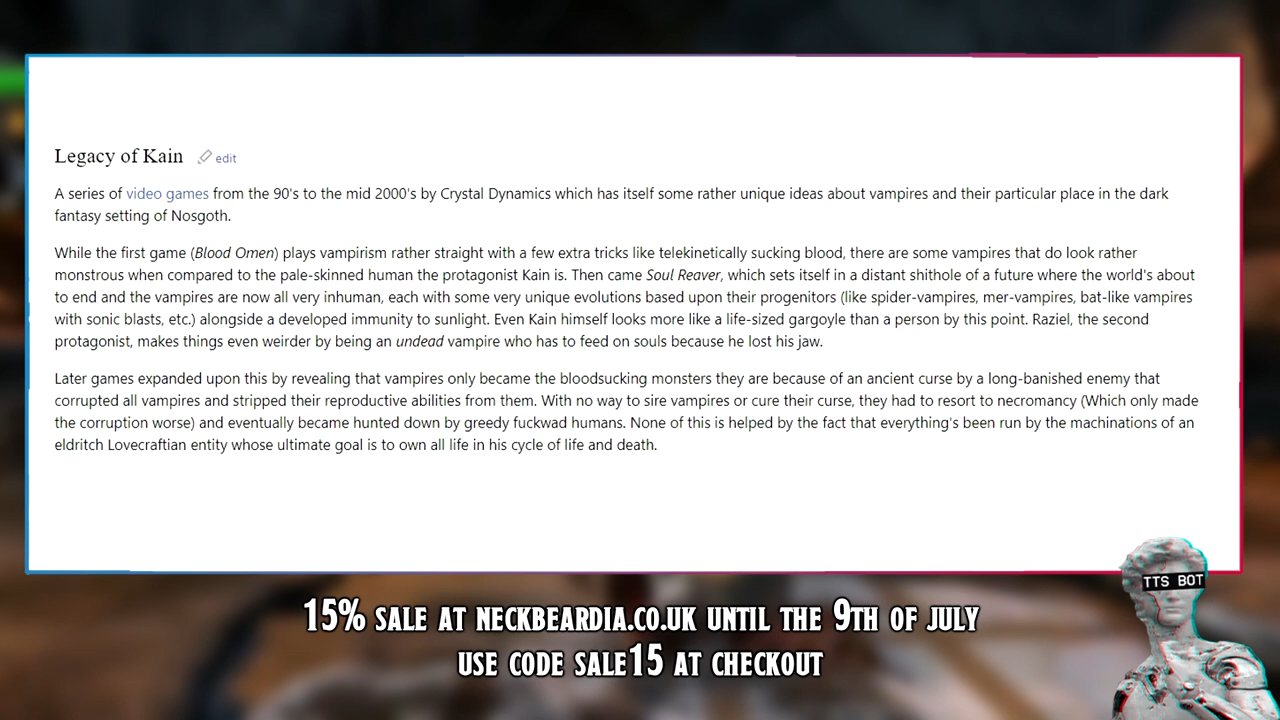 Legacy of Kain edit
A series of video games from the 90's to the mid 2000's by Crystal Dynamics which has itself some rather unique ideas about vampires and their particular place in the dark
fantasy setting of Nosgoth.
While the first game (Blood Omen) plays vampirism rather straight with a few extra tricks like telekinetically sucking blood, there are some vampires that do look rather
monstrous when compared to the pale-skinned human the protagonist Kain is. Then came Soul Reaver, which sets itself in a distant shithole of a future where the world's about
to end and the vampires are now all very inhuman, each with some very unique evolutions based upon their progenitors (like spider-vampires, mer-vampires, bat-like vampires
with sonic blasts, etc.) alongside a developed immunity to sunlight. Even Kain himself looks more like a life-sized gargoyle than a person by this point. Raziel, the second
protagonist, makes things even weirder by being an undead vampire who has to feed on souls because he lost his jaw.
Later games expanded upon this by revealing that vampires only became the bloodsucking monsters they are because of an ancient curse by a long-banished enemy that
corrupted all vampires and stripped their reproductive abilities from them. With no way to sire vampires or cure their curse, they had to resort to necromancy (Which only made
the corruption worse) and eventually became hunted down by greedy fuckwad humans. None of this is helped by the fact that everything's been run by the machinations of an
eldritch Lovecraftian entity whose ultimate goal is to own all life in his cycle of life and death.
TTS BOT
15% SALE AT NECKBEARDIA.CO.UK UNTIL THE 9TH OF JULY
USE CODE SALE15 AT CHECKOUT